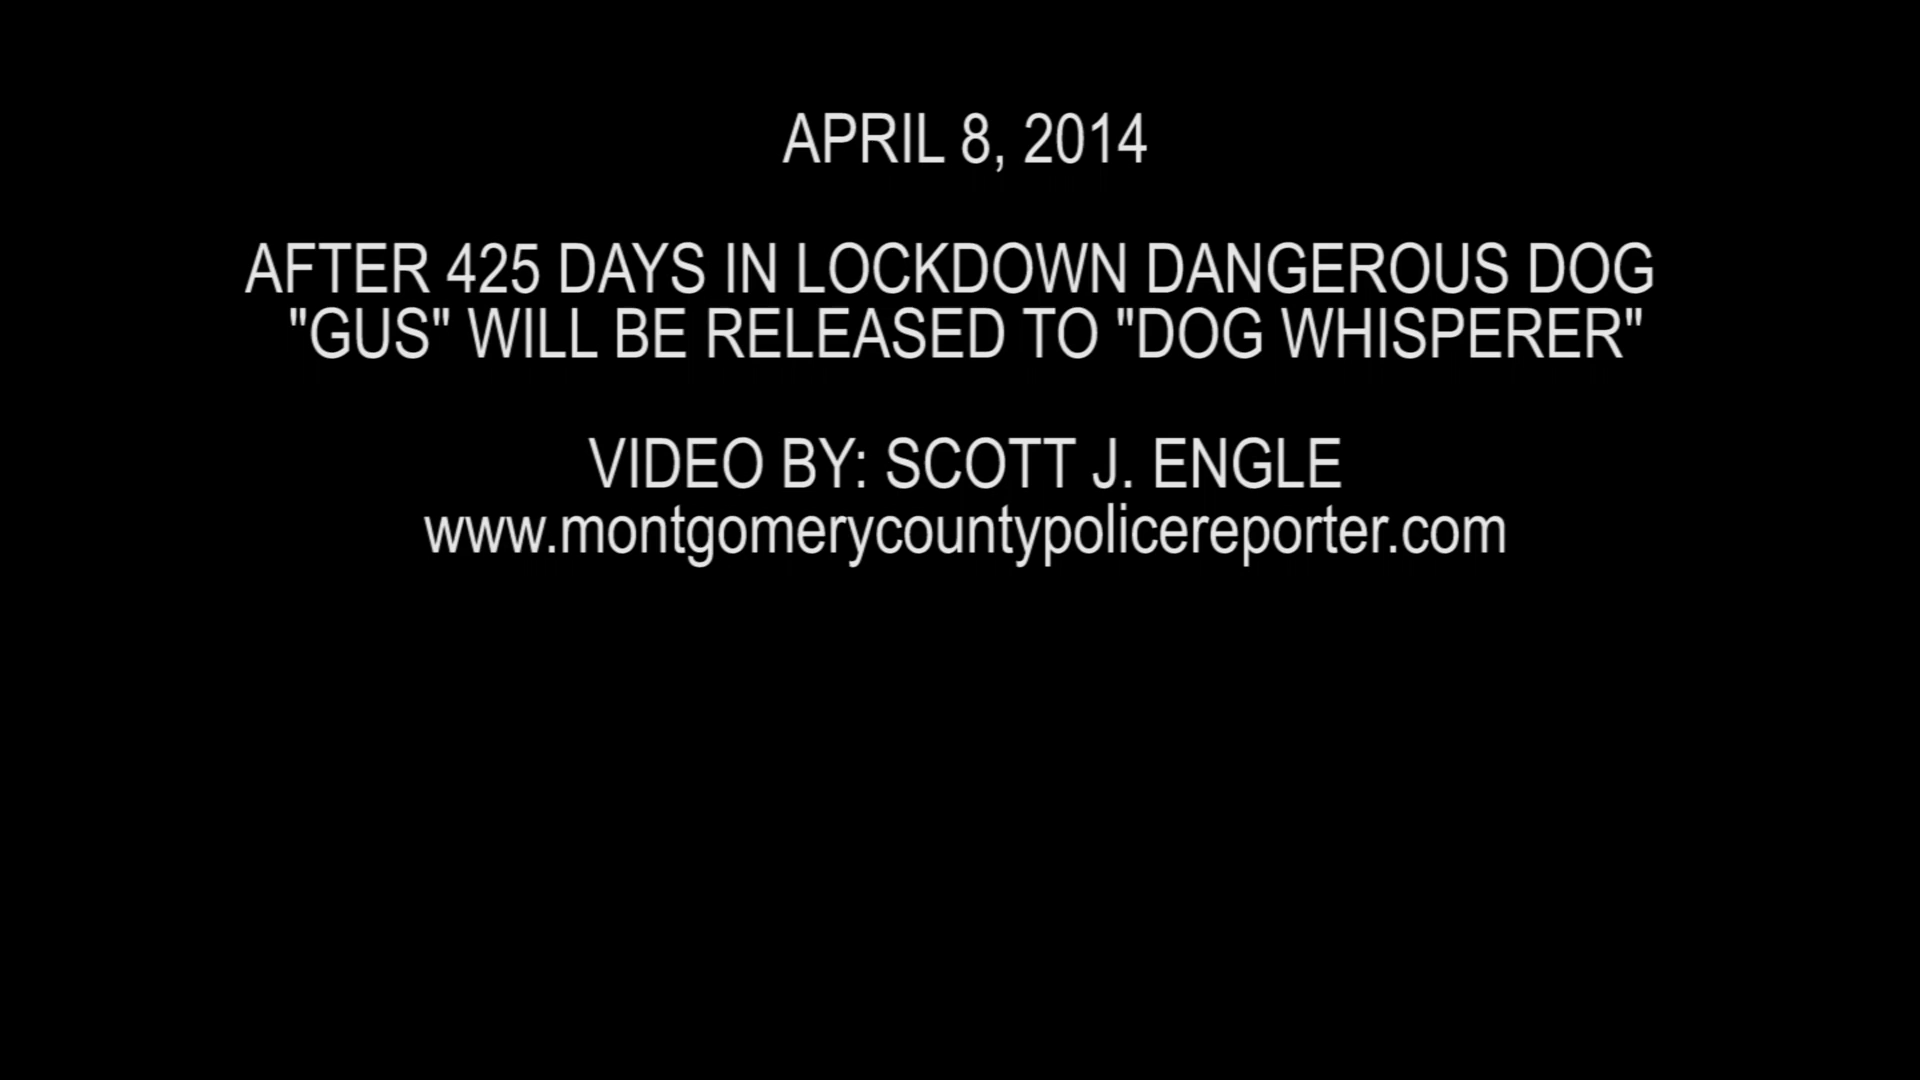 APRIL 8, 2014
AFTER 425 DAYS IN LOCKDOWN DANGEROUS DOG
"GUS" WILL BE RELEASED TO "DOG WHISPERER"
VIDEO BY: SCOTT J. ENGLE
www.montgomerycountypolicereporter.com